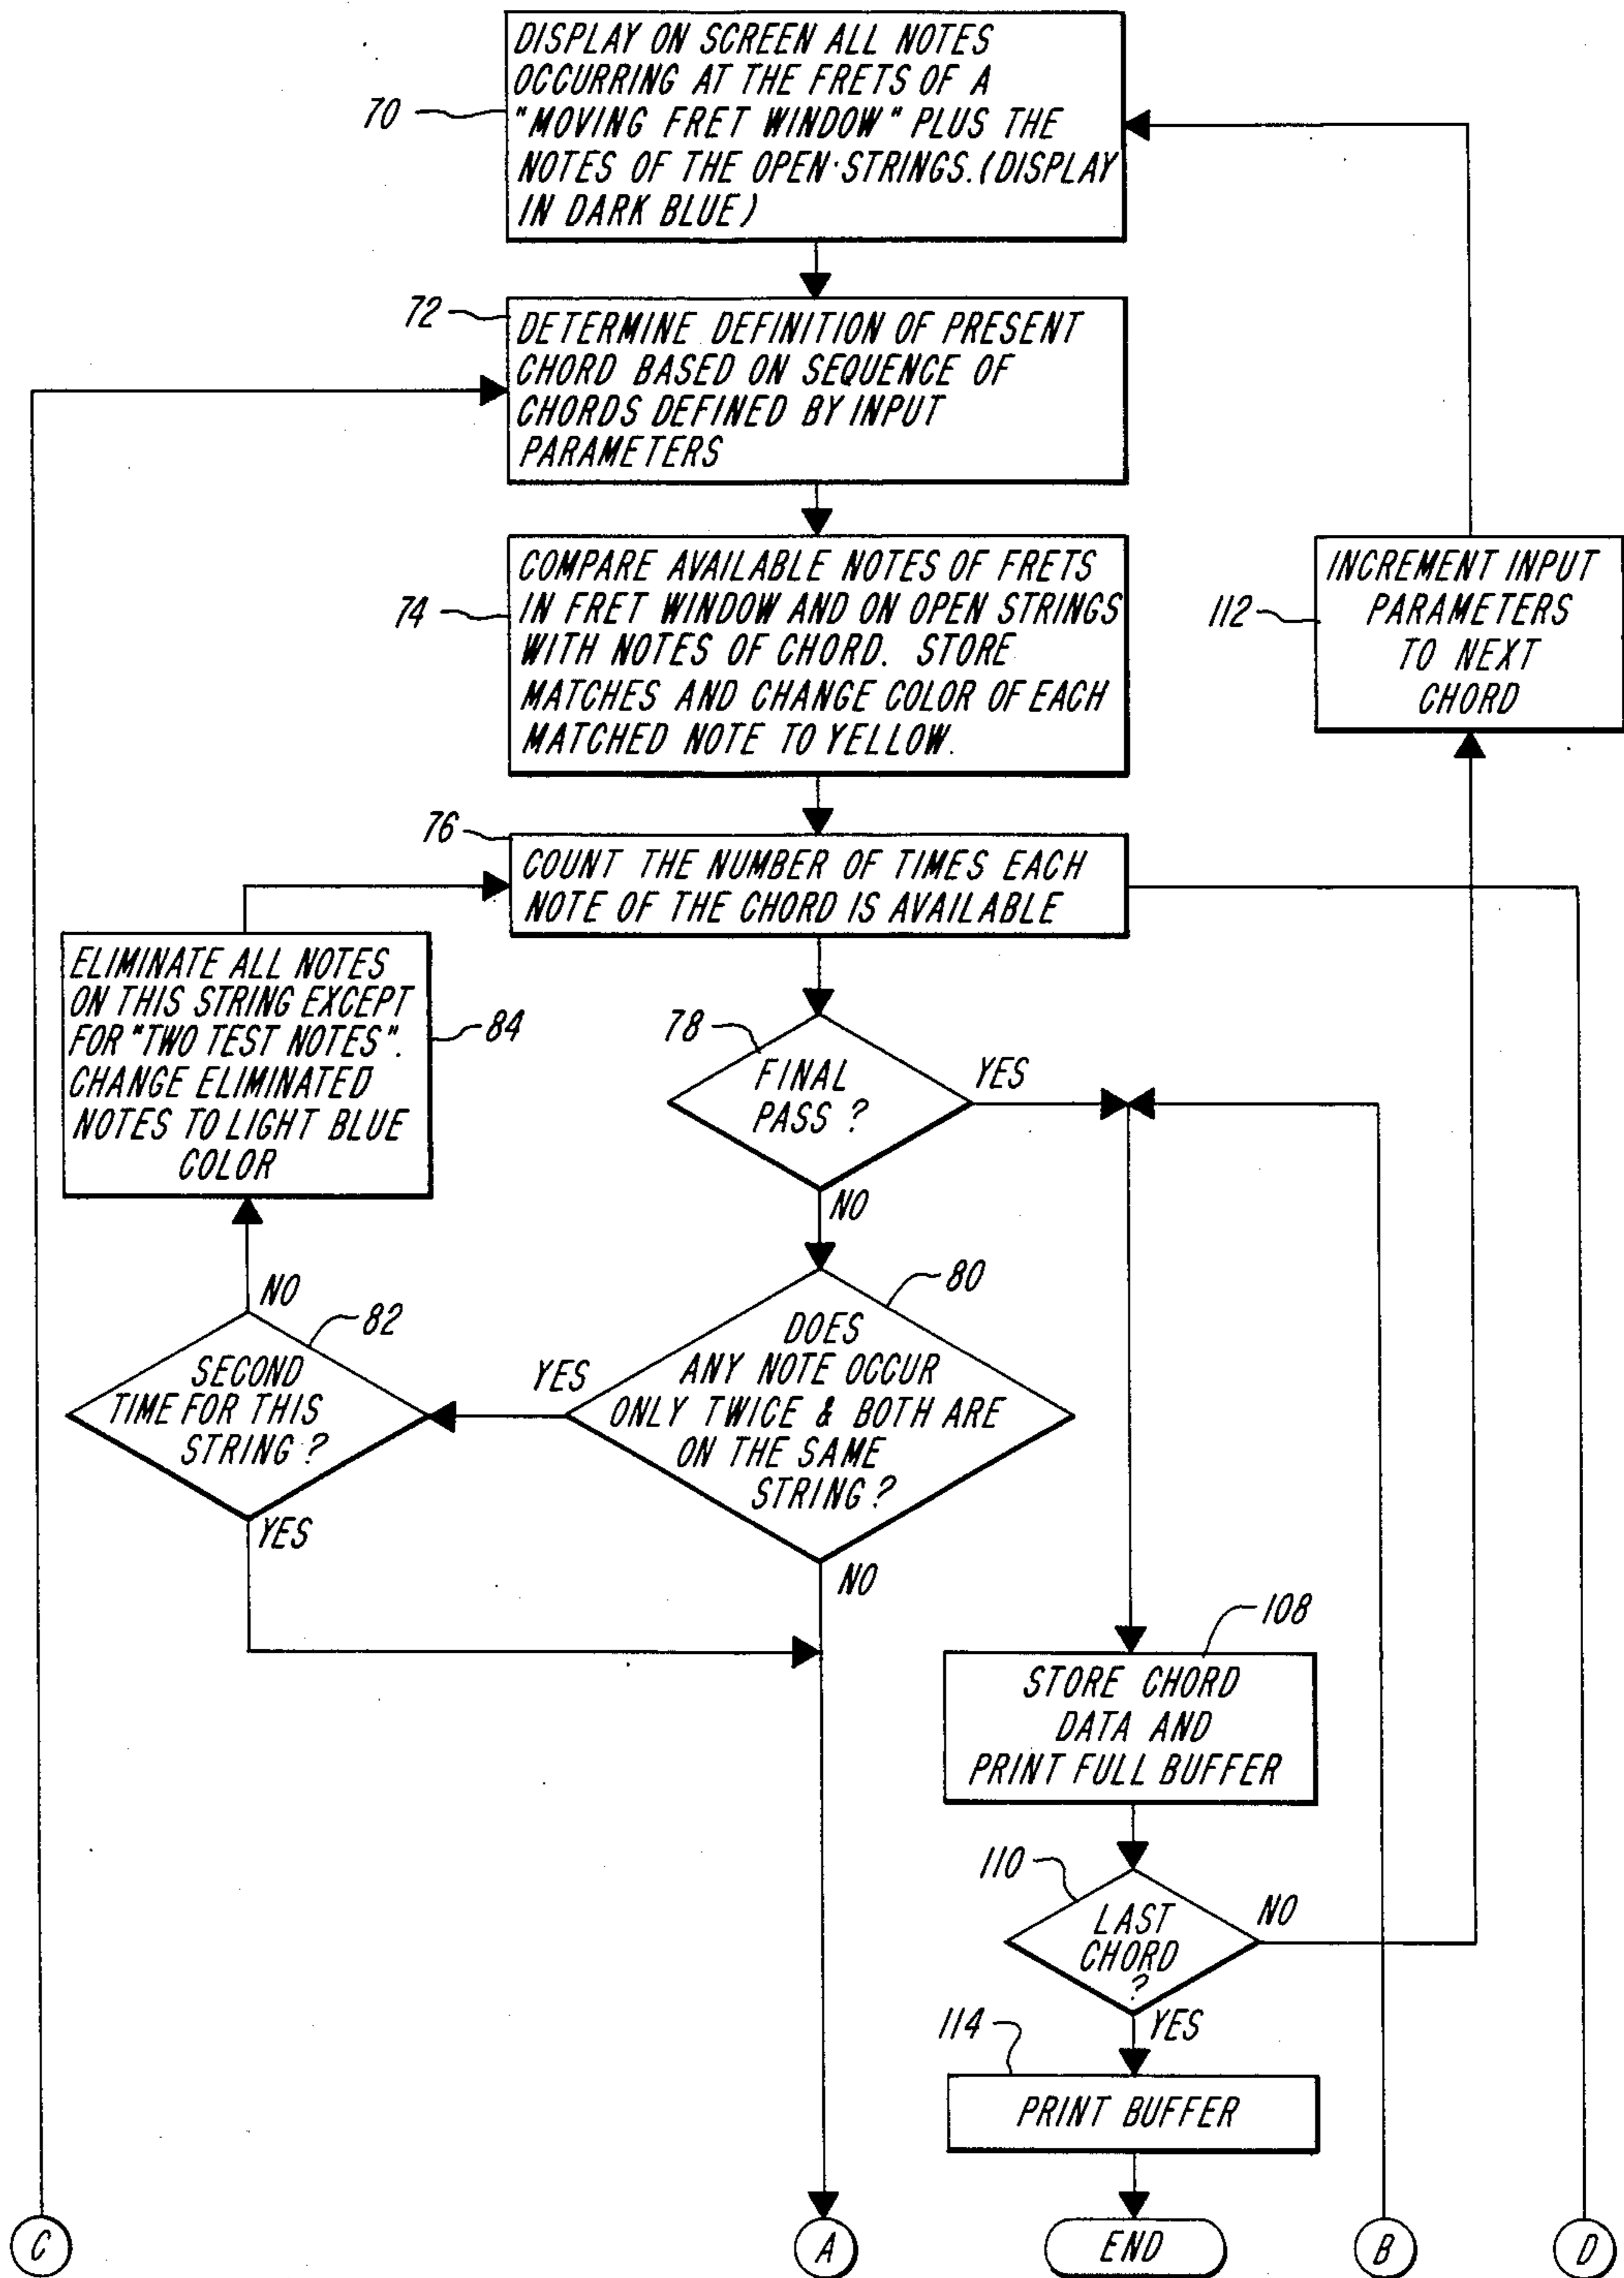 DISPLAY ON SCREEN ALL NOTES
OCCURRING AT THE FRETS OF A
"MOVING FRET WINDOW" PLUS THE
NOTES OF THE OPEN STRINGS. (DISPLAY
IN DARK BLUE)
70
72
DETERMINE DEFINITION OF PRESENT
CHORD BASED ON SEQUENCE OF
CHORDS DEFINED BY INPUT
PARAMETERS
74
COMPARE AVAILABLE NOTES OF FRETS
IN FRET WINDOW AND ON OPEN STRINGS
WITH NOTES OF CHORD. STORE
MATCHES AND CHANGE COLOR OF EACH
MATCHED NOTE TO YELLOW.
112
INCREMENT INPUT
PARAMETERS
TO NEXT
CHORD
76
COUNT THE NUMBER OF TIMES EACH
NOTE OF THE CHORD IS AVAILABLE
ELIMINATE ALL NOTES
ON THIS STRING EXCEPT
FOR "TWO TEST NOTES".
CHANGE ELIMINATED
NOTES TO LIGHT BLUE
COLOR
84
78
FINAL
PASS ?
YES
NO
80
DOES
ANY NOTE OCCUR
ONLY TWICE & BOTH ARE
ON THE SAME
STRING ?
YES
NO
82
SECOND
TIME FOR THIS
STRING ?
NO
YES
108
STORE CHORD
DATA AND
PRINT FULL BUFFER
110
LAST
CHORD
?
NO
YES
114
PRINT BUFFER
C
A
END
B
D